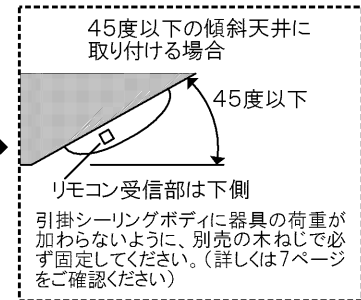 45度以下の傾斜天井に
取り付ける場合
45度以下
リモコン受信部は下側
引掛シーリングボディに器具の荷重が
加わらないように、別売の木ねじで必
ず固定してください。(詳しくは7ページ
をご確認ください)